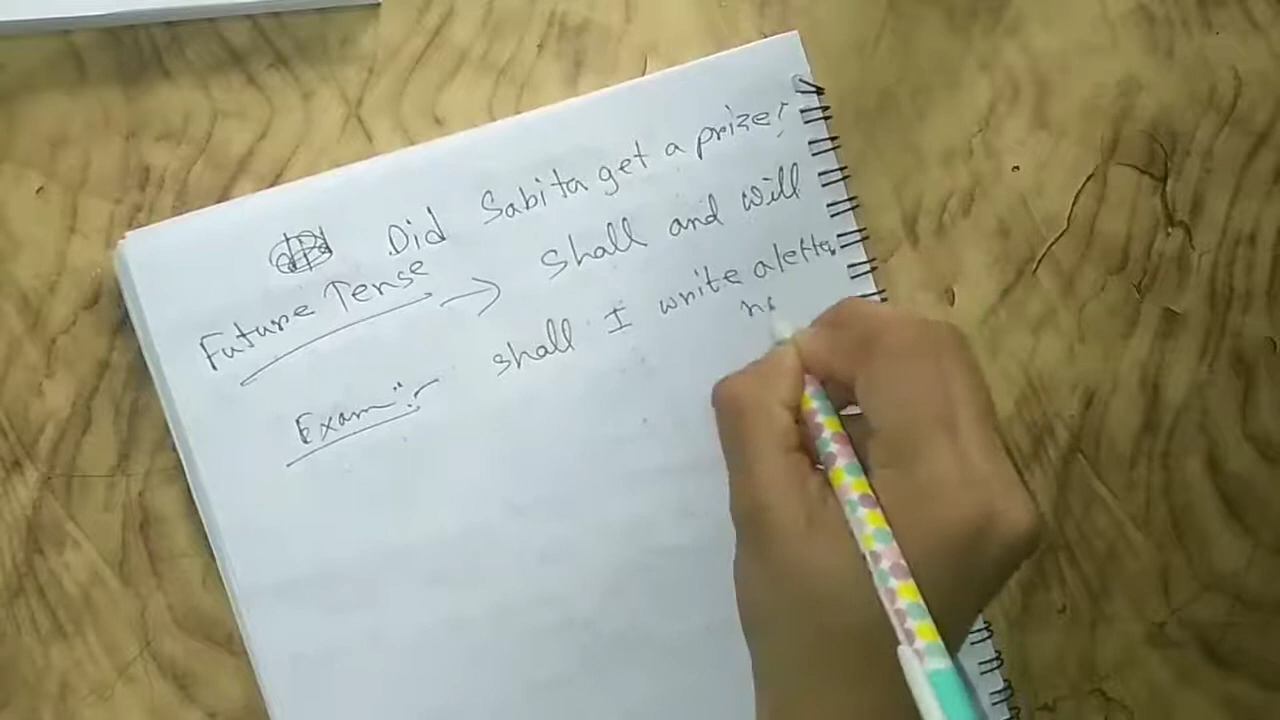 Did Sabita get a prize?
Future Tense → shall and will
Exam":- shall I write a letter